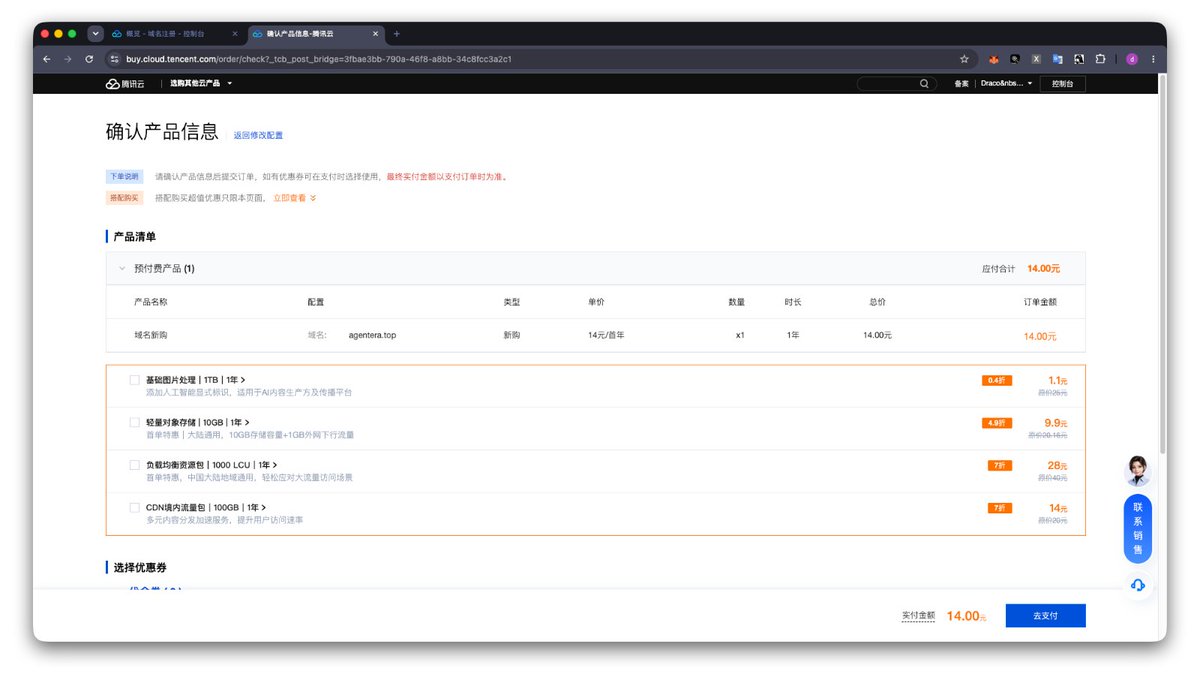 概览 - 域名注册 - 控制台
确认产品信息-腾讯云
buy.cloud.tencent.com/order/check?_tcb_post_bridge=3fbae3bb-790a-46f8-a8bb-34c8fcc3a2c1
腾讯云 选购其他云产品 备案 Draco&nbs... 控制台
确认产品信息 返回修改配置
下单说明 请确认产品信息后提交订单，如有优惠券可在支付时选择使用，最终实付金额以支付订单时为准。
搭配购买 搭配购买超值优惠只限本页面， 立即查看
产品清单
预付费产品 (1) 应付合计 14.00元
产品名称 配置 类型 单价 数量 时长 总价 订单金额
域名新购 域名: agentera.top 新购 14元/首年 x1 1年 14.00元 14.00元
基础图片处理 | 1TB | 1年 0.4折 1.1元
添加人工智能显式标识，适用于AI内容生产方及传播平台 原价25元
轻量对象存储 | 10GB | 1年 4.9折 9.9元
首单特惠｜大陆通用，10GB存储容量+1GB外网下行流量 原价20.16元
负载均衡资源包 | 1000 LCU | 1年 7折 28元
首单特惠，中国大陆地域通用，轻松应对大流量访问场景 原价40元
CDN境内流量包 | 100GB | 1年 7折 14元
多元内容分发加速服务，提升用户访问速率 原价20元
联系销售
选择优惠券
实付金额 14.00元 去支付